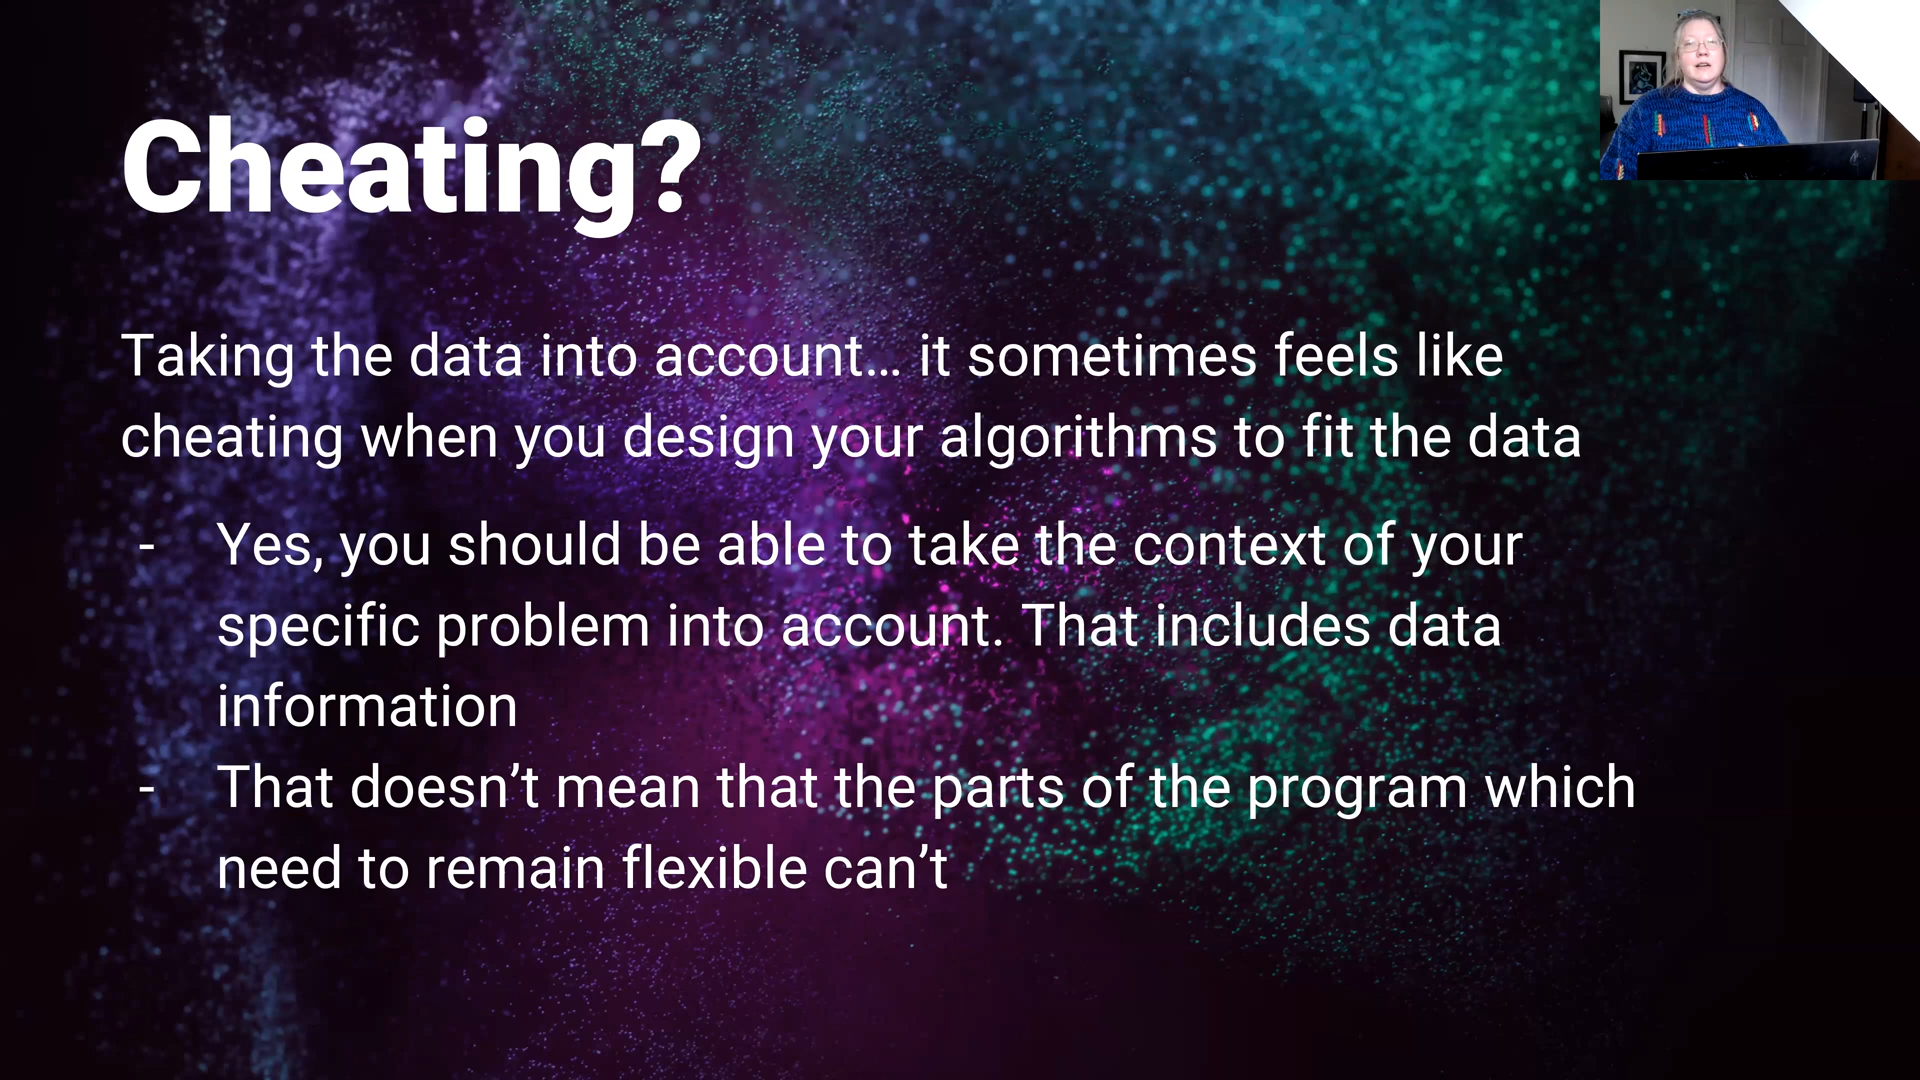 Cheating?
Taking the data into account… it sometimes feels like
cheating when you design your algorithms to fit the data
- Yes, you should be able to take the context of your
specific problem into account. That includes data
information
- That doesn’t mean that the parts of the program which
need to remain flexible can’t